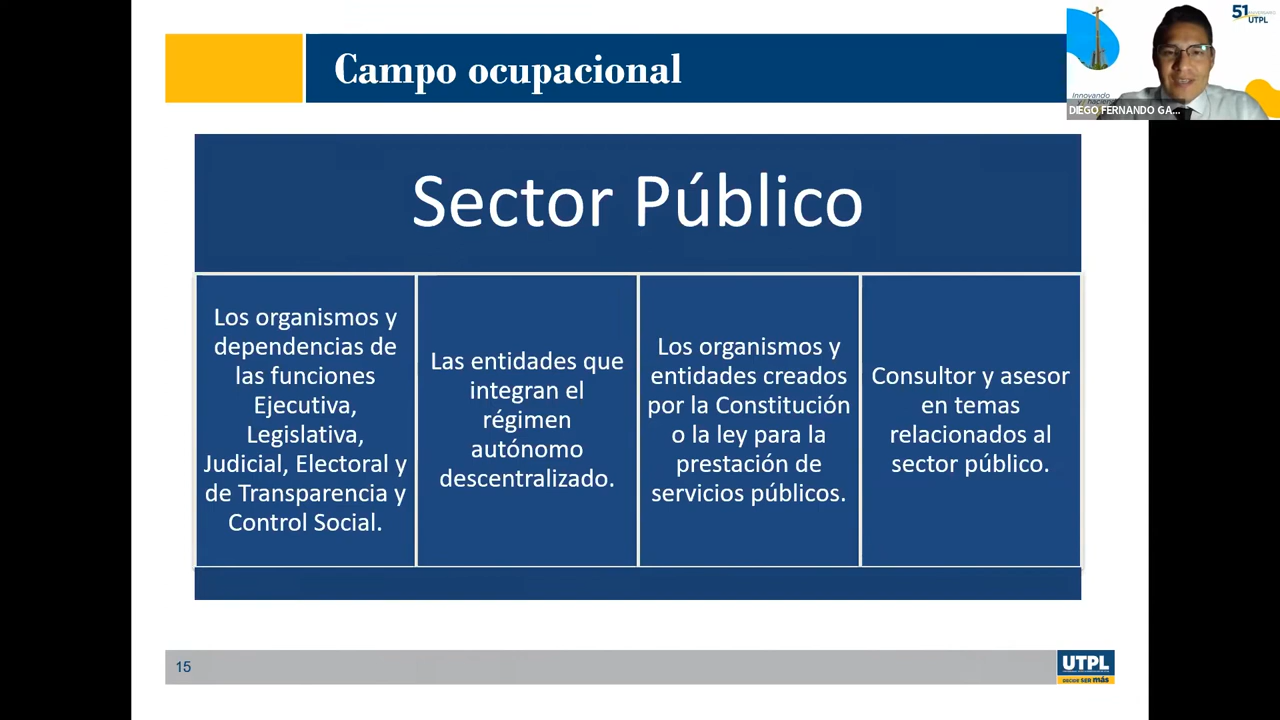 Campo ocupacional
51
UTPL
Innovando
DIEGO FERNANDO GA...
Sector Público
Los organismos y
dependencias de
las funciones
Ejecutiva,
Legislativa,
Judicial, Electoral y
de Transparencia y
Control Social.
Las entidades que
integran el
régimen
autónomo
descentralizado.
Los organismos y
entidades creados
por la Constitución
o la ley para la
prestación de
servicios públicos.
Consultor y asesor
en temas
relacionados al
sector público.
15
UTPL
DECIDE SER más